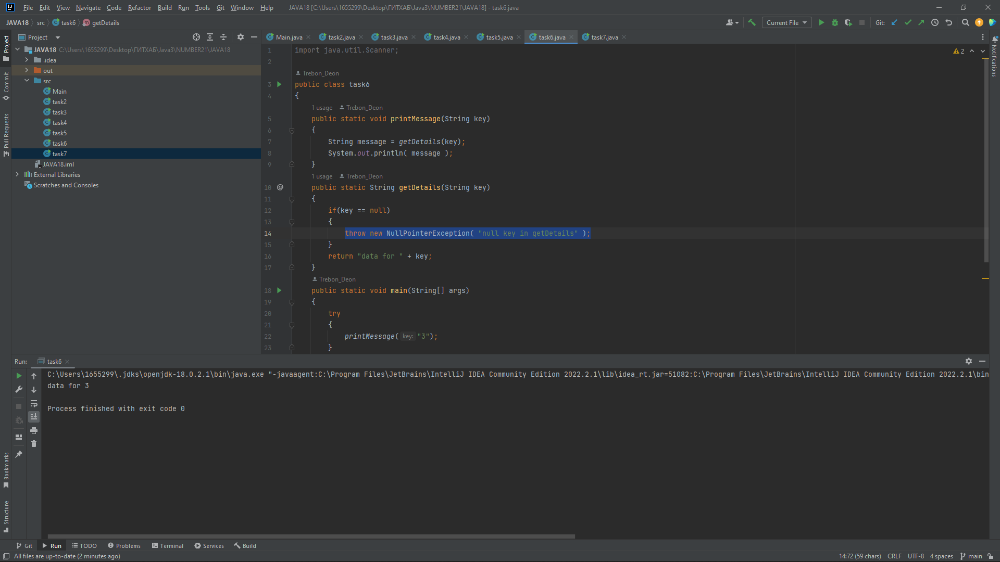 File Edit View Navigate Code Refactor Build Run Tools Git Window Help JAVA18 [C:\Users\1655299\Desktop\ГИТХАБ\Java3\NUMBER21\JAVA18] - task6.java
JAVA18 src task6 getDetails
Current File Git:
Project
Main.java task2.java task3.java task4.java task5.java task6.java task7.java
JAVA18 C:\Users\1655299\Desktop\ГИТХАБ\Java3\NUMBER21\JAVA18
.idea
out
src
Main
task2
task3
task4
task5
task6
task7
JAVA18.iml
External Libraries
Scratches and Consoles
Project
Commit
Pull Requests
Bookmarks
Structure
Notifications
2
1 import java.util.Scanner;
2
Trebon_Deon
3 public class task6
4 {
1 usage Trebon_Deon
5 public static void printMessage(String key)
6 {
7 String message = getDetails(key);
8 System.out.println( message );
9 }
1 usage Trebon_Deon
10 @ public static String getDetails(String key)
11 {
12 if(key == null)
13 {
14 throw new NullPointerException( "null key in getDetails" );
15 }
16 return "data for " + key;
17 }
Trebon_Deon
18 public static void main(String[] args)
19 {
20 try
21 {
22 printMessage( key: "3");
23 }
Run: task6
C:\Users\1655299\.jdks\openjdk-18.0.2.1\bin\java.exe "-javaagent:C:\Program Files\JetBrains\IntelliJ IDEA Community Edition 2022.2.1\lib\idea_rt.jar=51082:C:\Program Files\JetBrains\IntelliJ IDEA Community Edition 2022.2.1\bin
data for 3
Process finished with exit code 0
Git Run TODO Problems Terminal Services Build
All files are up-to-date (2 minutes ago)
14:72 (59 chars) CRLF UTF-8 4 spaces main